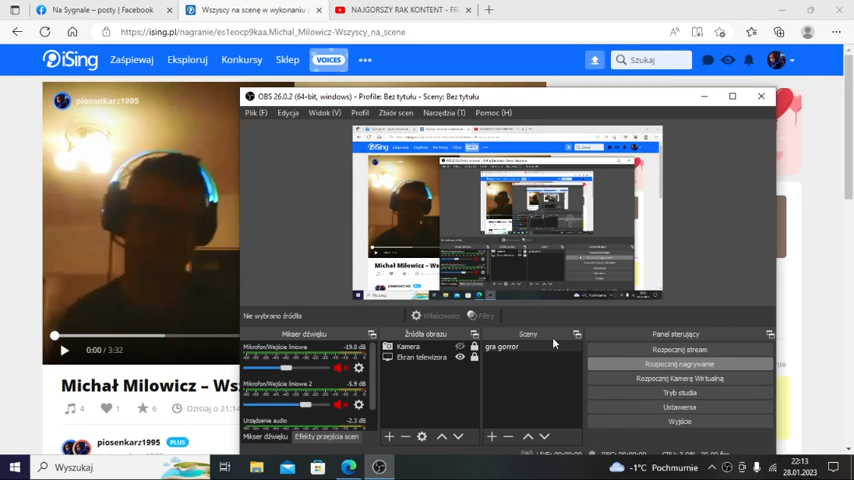 Na Sygnale – posty | Facebook
Wszyscy na scenę w wykonaniu p
NAJGORSZY RAK KONTENT - FR
https://ising.pl/nagranie/es1eocp9kaa.Michal_Milowicz-Wszyscy_na_scene
iSing
Zaśpiewaj
Eksploruj
Konkursy
Sklep
VOICES
Szukaj
piosenkarz1995
OBS 26.0.2 (64-bit, windows) - Profile: Bez tytułu - Sceny: Bez tytułu
Plik (F)
Edycja
Widok (V)
Profil
Zbiór scen
Narzędzia (T)
Pomoc (H)
Nie wybrano źródła
Właściwości
Filtry
Mikser dźwięku
Źródła obrazu
Sceny
Panel sterujący
Mikrofon/Wejście liniowe
-19.0 dB
Mikrofon/Wejście liniowe 2
-5.9 dB
Urządzenie audio
-2.3 dB
Mikser dźwięku
Efekty przejścia scen
Kamera
Ekran telewizora
gra gorror
Rozpocznij stream
Rozpocznij nagrywanie
Rozpocznij Kamerę Wirtualną
Tryb studia
Ustawienia
Wyjście
0:00 / 3:32
Michał Milowicz – Ws
4
1
6
Dzisiaj o 21:14
piosenkarz1995
PLUS
Wyszukaj
-1°C Pochmurnie
22:13
28.01.2023